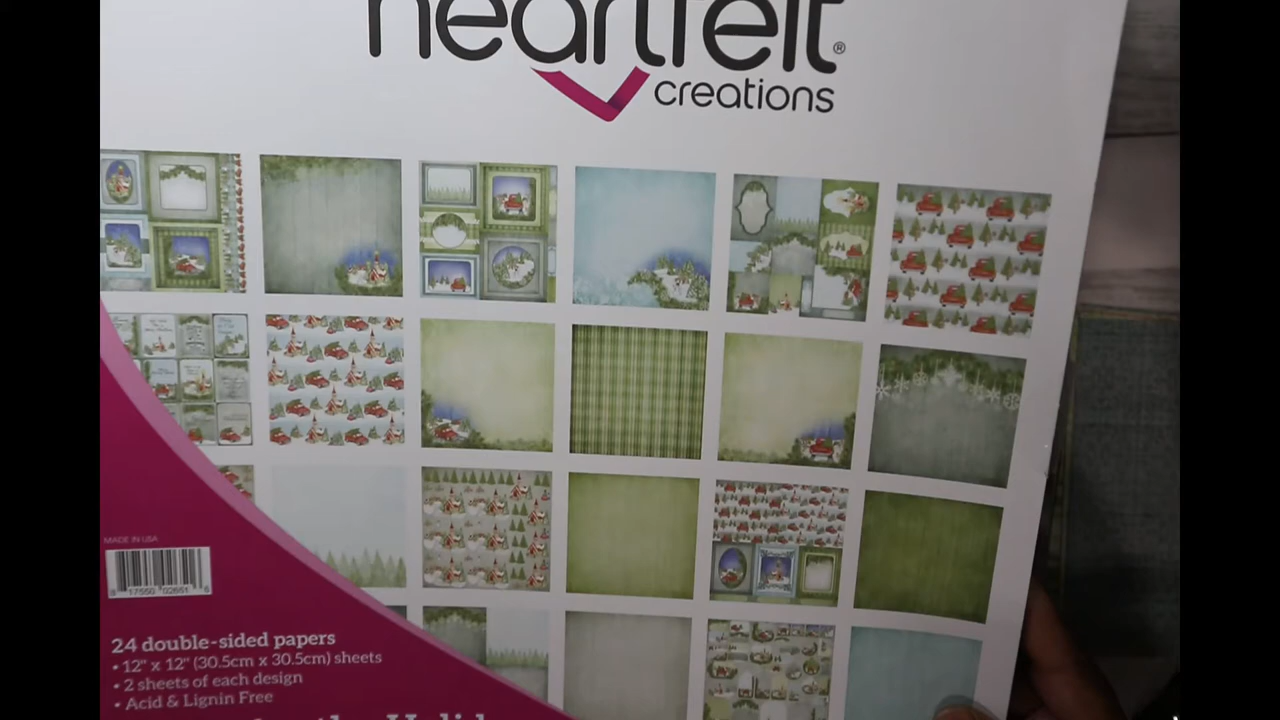 heartfelt®
creations
MADE IN USA
24 double-sided papers
• 12" x 12" (30.5cm x 30.5cm) sheets
• 2 sheets of each design
• Acid & Lignin Free
the